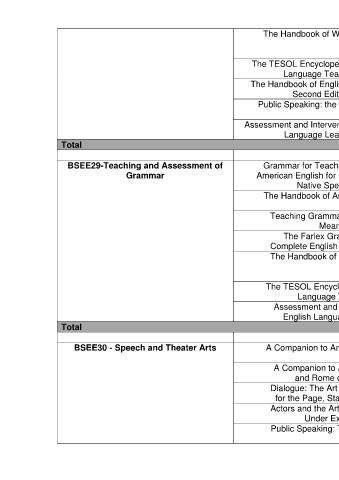 The Handbook of W
The TESOL Encyclope
Language Tea
The Handbook of Engli
Second Edit
Public Speaking: the
Assessment and Interven
Language Lea
Total
BSEE29-Teaching and Assessment of
Grammar
Grammar for Teach
American English for
Native Spe
The Handbook of A
Teaching Gramma
Mean
The Farlex Gra
Complete English
The Handbook of
The TESOL Encycl
Language T
Assessment and
English Langua
Total
BSEE30 - Speech and Theater Arts
A Companion to An
A Companion to A
and Rome o
Dialogue: The Art
for the Page, Sta
Actors and the Art
Under Ex
Public Speaking: T